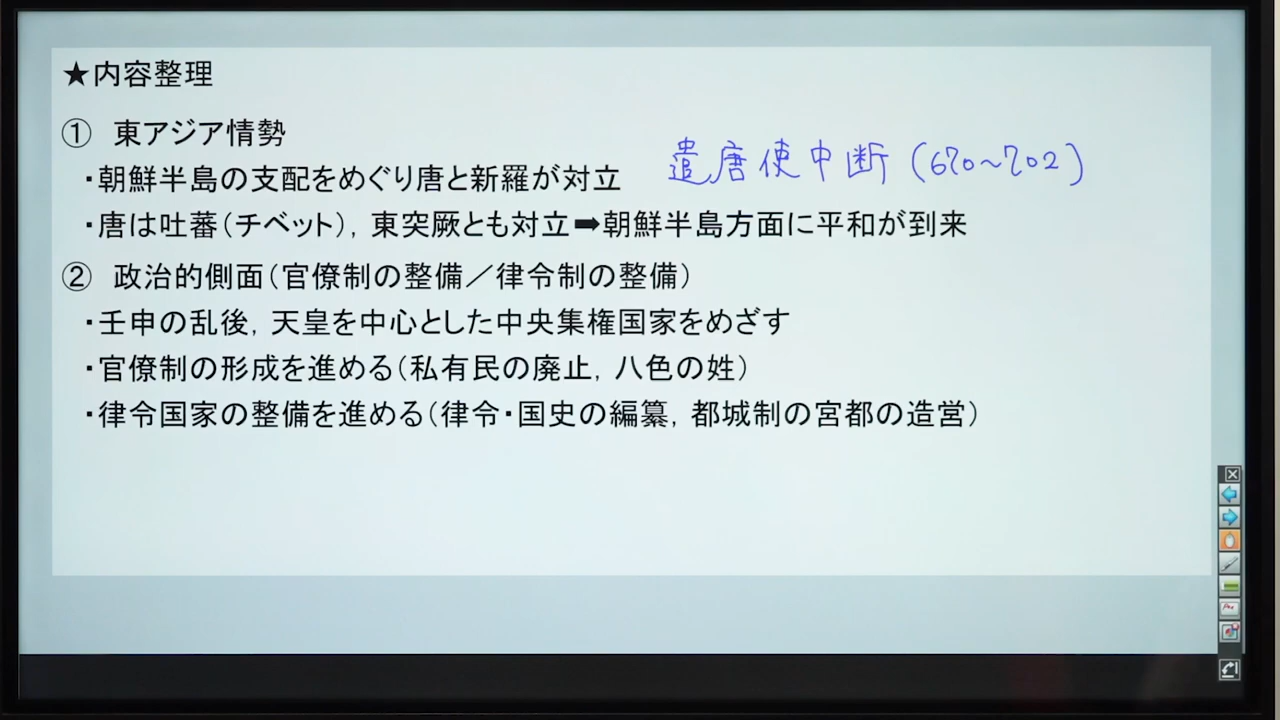 ★内容整理
① 東アジア情勢
・朝鮮半島の支配をめぐり唐と新羅が対立
遣唐使中断(670～702)
・唐は吐蕃(チベット), 東突厥とも対立➡朝鮮半島方面に平和が到来
② 政治的側面(官僚制の整備／律令制の整備)
・壬申の乱後, 天皇を中心とした中央集権国家をめざす
・官僚制の形成を進める(私有民の廃止, 八色の姓)
・律令国家の整備を進める(律令・国史の編纂, 都城制の宮都の造営)